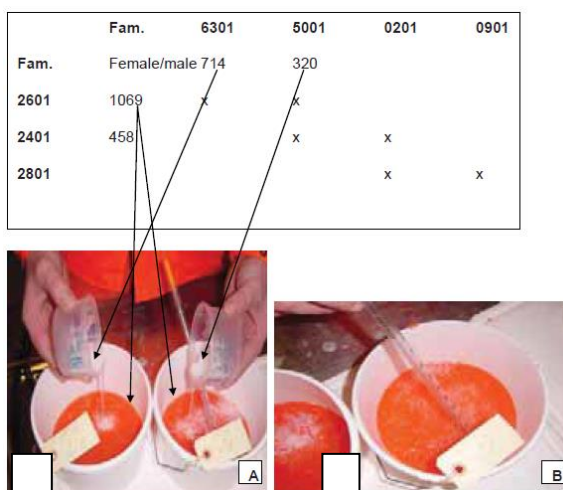 Fam. 6301 5001 0201 0901
Fam. Female/male 714 320
2601 1069 x x
2401 458 x x
2801 x x
A
B